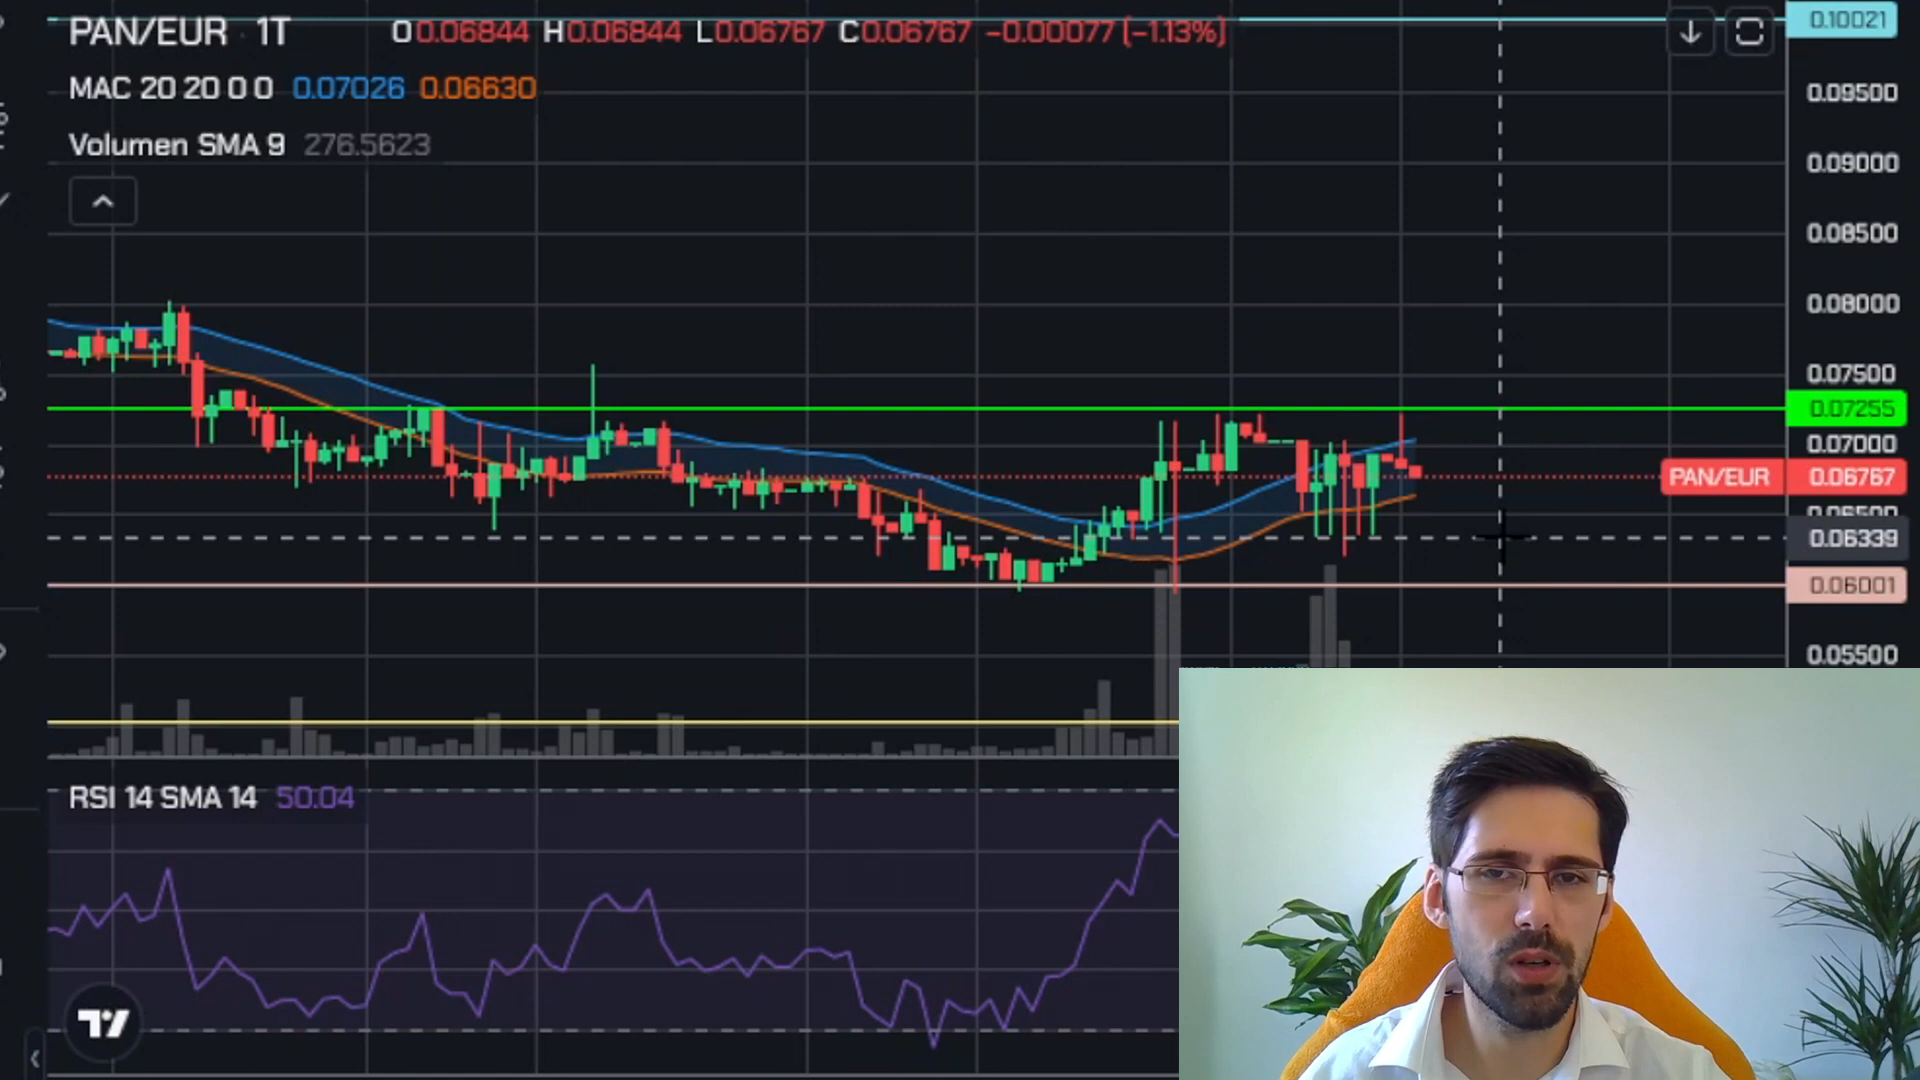 PAN/EUR · 1T O0.06844 H0.06844 L0.06767 C0.06767 −0.00077 (−1.13%)
MAC 20 20 0 0 0.07026 0.06630
Volumen SMA 9 276.5623
0.10021
0.09500
0.09000
0.08500
0.08000
0.07500
0.07255
0.07000
PAN/EUR 0.06767
0.06500
0.06339
0.06001
0.05500
RSI 14 SMA 14 50.04